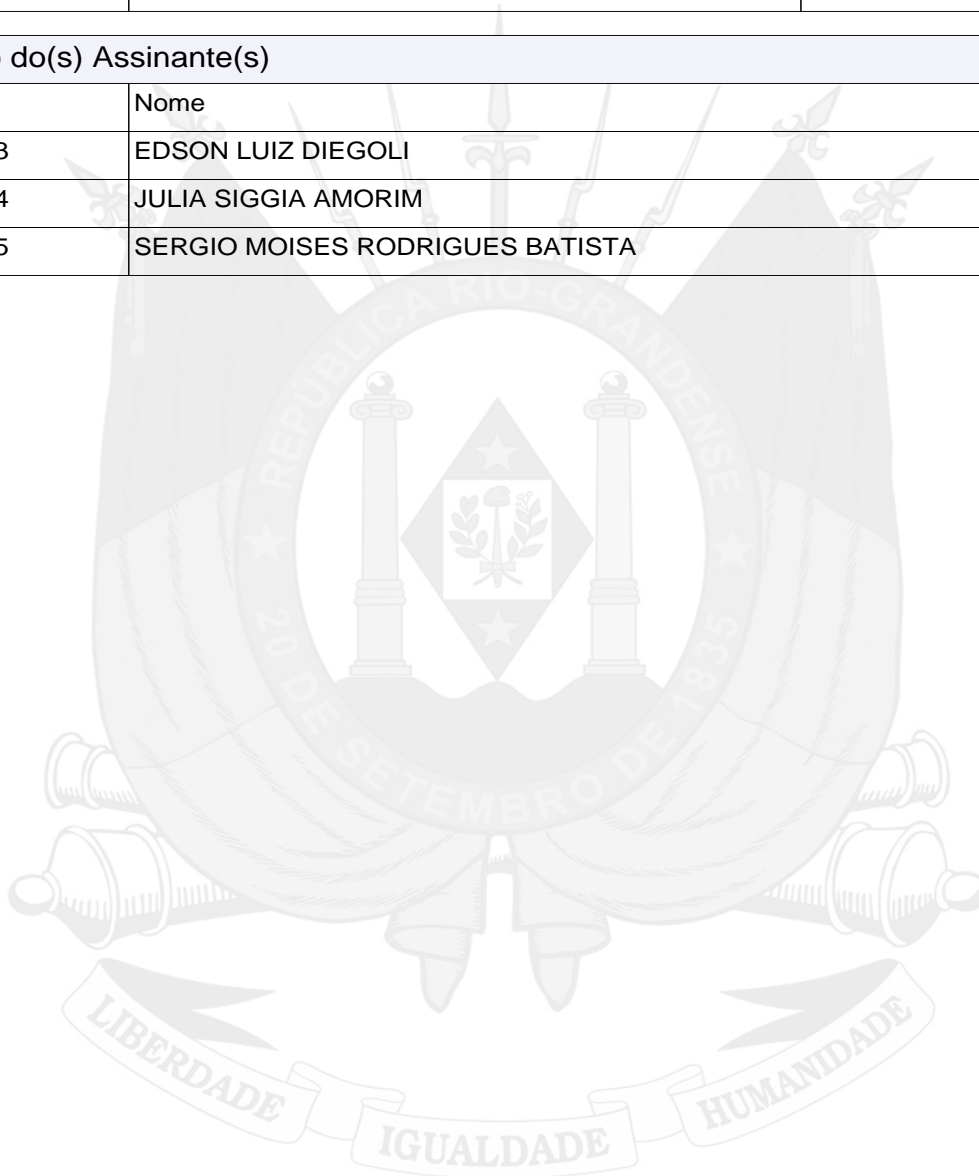 do(s) Assinante(s)
Nome
3 EDSON LUIZ DIEGOLI
4 JULIA SIGGIA AMORIM
5 SERGIO MOISES RODRIGUES BATISTA
REPÚBLICA RIO-GRANDENSE
20 DE SETEMBRO DE 1835
LIBERDADE IGUALDADE HUMANIDADE